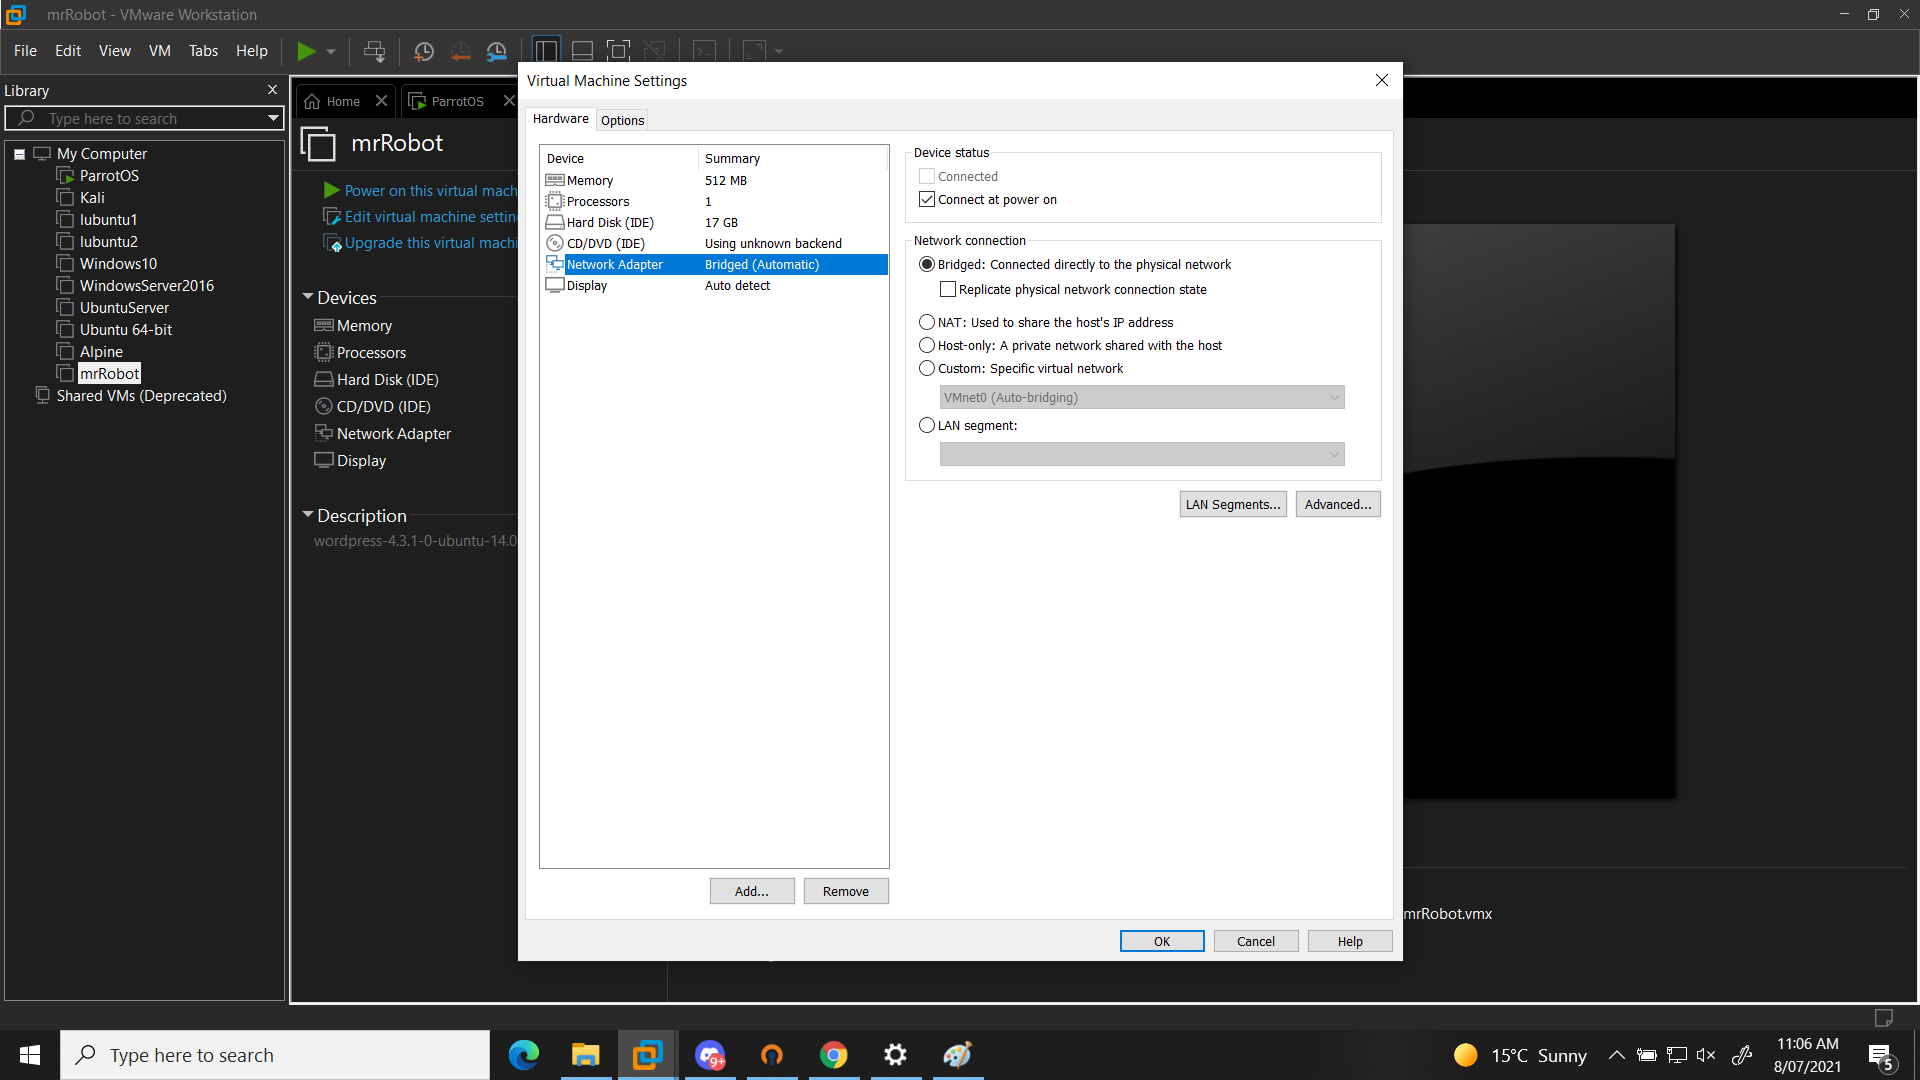 mrRobot - VMware Workstation
File Edit View VM Tabs Help
Library
Type here to search
My Computer
ParrotOS
Kali
lubuntu1
lubuntu2
Windows10
WindowsServer2016
UbuntuServer
Ubuntu 64-bit
Alpine
mrRobot
Shared VMs (Deprecated)
Home
ParrotOS
mrRobot
Power on this virtual mach
Edit virtual machine settin
Upgrade this virtual machi
Devices
Memory
Processors
Hard Disk (IDE)
CD/DVD (IDE)
Network Adapter
Display
Description
wordpress-4.3.1-0-ubuntu-14.0
Virtual Machine Settings
Hardware Options
Device Summary
Memory 512 MB
Processors 1
Hard Disk (IDE) 17 GB
CD/DVD (IDE) Using unknown backend
Network Adapter Bridged (Automatic)
Display Auto detect
Add... Remove
Device status
Connected
Connect at power on
Network connection
Bridged: Connected directly to the physical network
Replicate physical network connection state
NAT: Used to share the host's IP address
Host-only: A private network shared with the host
Custom: Specific virtual network
VMnet0 (Auto-bridging)
LAN segment:
LAN Segments... Advanced...
OK Cancel Help
mrRobot.vmx
Type here to search
9+
15°C Sunny
11:06 AM
8/07/2021
5